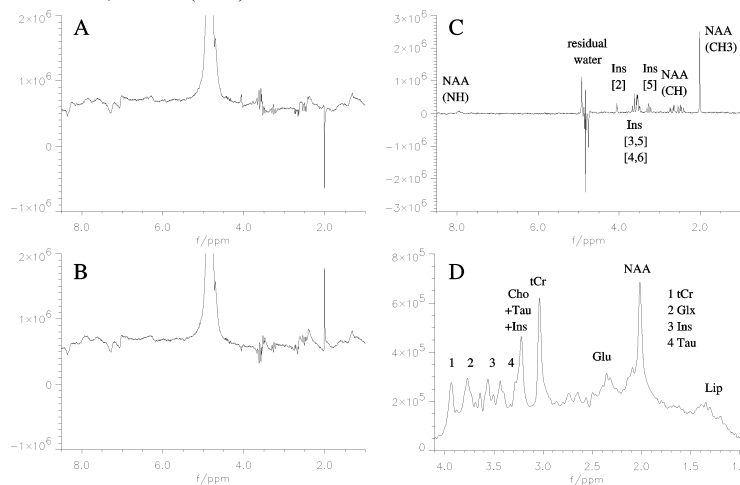 A
2×10⁶
1×10⁶
0
−1×10⁶
8.0 6.0 4.0 2.0
f/ppm
B
2×10⁶
1×10⁶
0
−1×10⁶
8.0 6.0 4.0 2.0
f/ppm
C
3×10⁶
2×10⁶
1×10⁶
0
−1×10⁶
−2×10⁶
−3×10⁶
NAA
(NH)
residual
water
Ins
[2]
Ins
[3,5]
[4,6]
Ins
[5]
NAA
(CH)
NAA
(CH3)
8.0 6.0 4.0 2.0
f/ppm
D
8×10⁵
6×10⁵
4×10⁵
2×10⁵
0
1 2 3 4
Cho
+Tau
+Ins
tCr
Glu
NAA
1 tCr
2 Glx
3 Ins
4 Tau
Lip
4.0 3.5 3.0 2.5 2.0 1.5
f/ppm